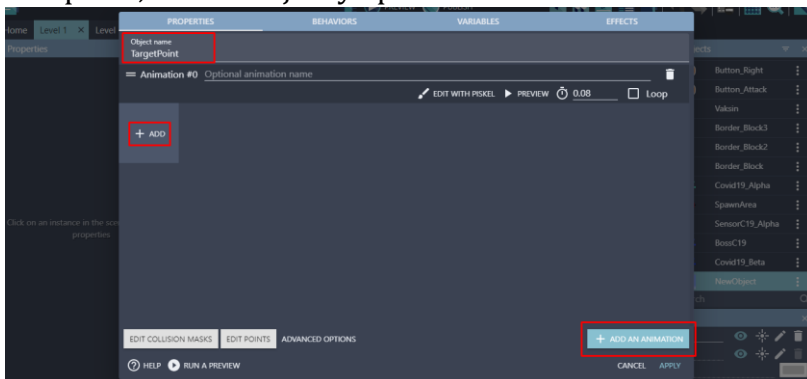 PROPERTIES BEHAVIORS VARIABLES EFFECTS
Home Level 1 × Level
Properties
Object name
TargetPoint
Animation #0 Optional animation name
EDIT WITH PISKEL PREVIEW 0.08 Loop
+ ADD
Click on an instance in the
properties
Button_Right
Button_Attack
Vaksin
Border_Block3
Border_Block2
Border_Block
Covid19_Alpha
SpawnArea
SensorC19_Alpha
BossC19
Covid19_Beta
NewObject
EDIT COLLISION MASKS EDIT POINTS ADVANCED OPTIONS
+ ADD AN ANIMATION
HELP RUN A PREVIEW
CANCEL APPLY